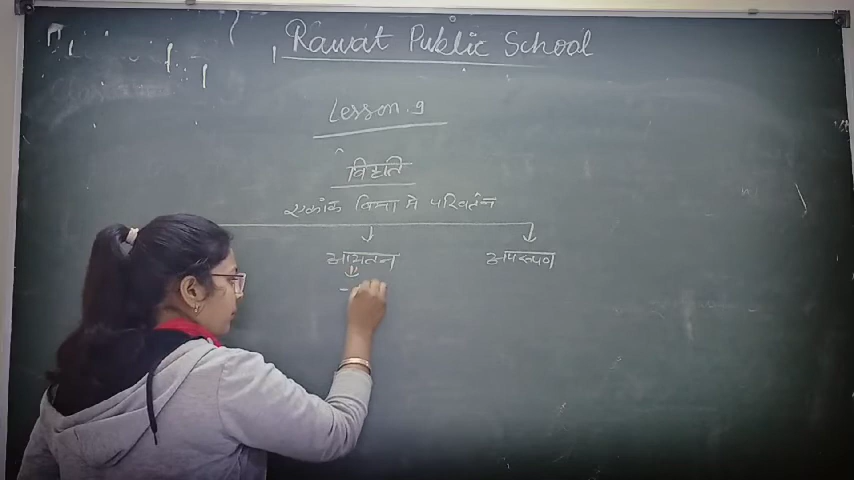 Rawat Public School
Lesson.9
विकृति
एकांक विमा मे परिवर्तन
आयतन अपरूपण